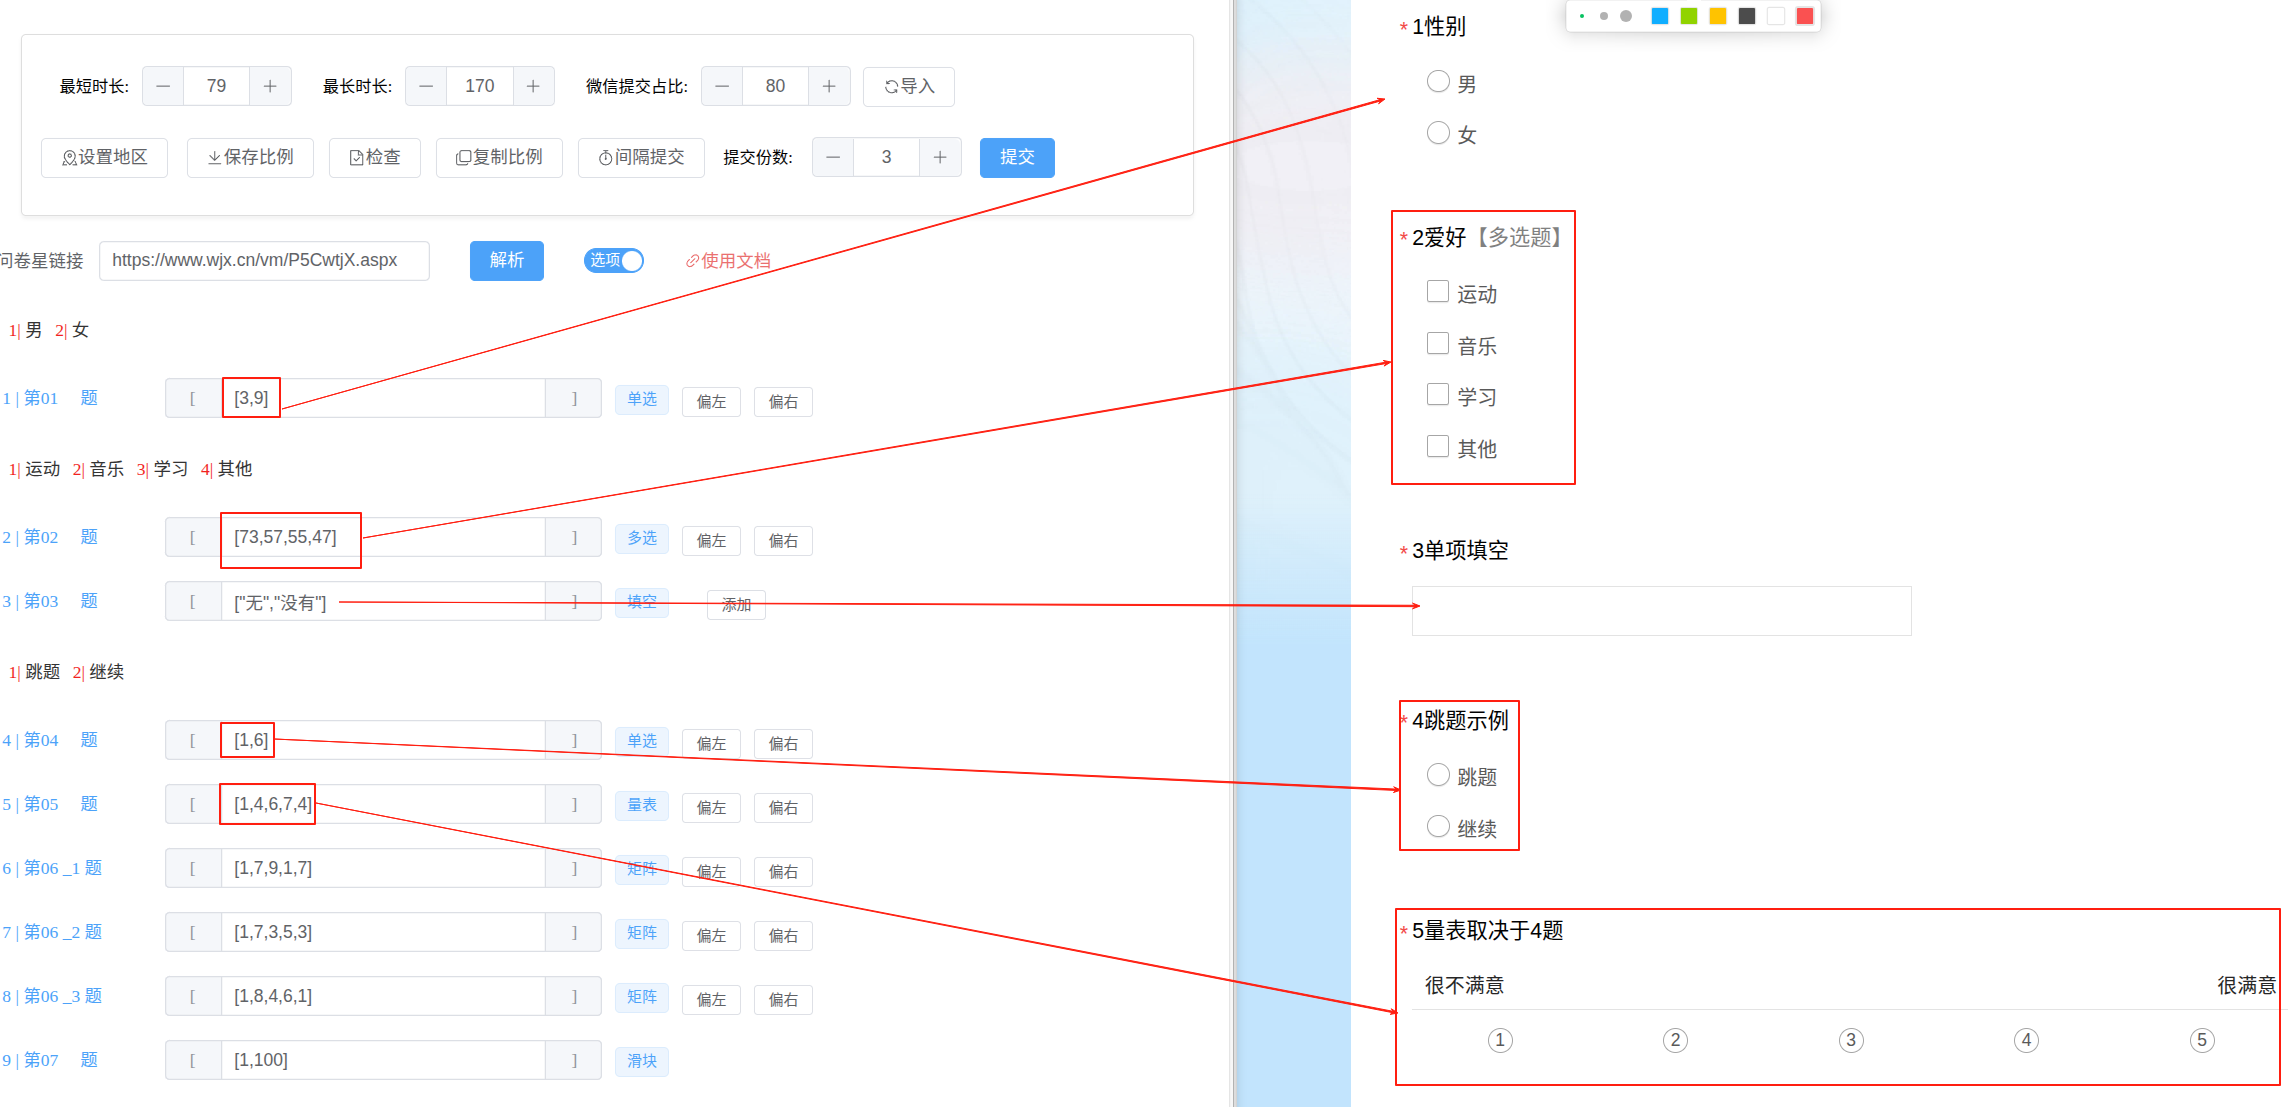 最短时长: 79 最长时长: 170 微信提交占比: 80 导入
设置地区 保存比例 检查 复制比例 间隔提交 提交份数: 3 提交
问卷星链接 https://www.wjx.cn/vm/P5CwtjX.aspx 解析 选项 使用文档
1| 男 2| 女
1 | 第01 题 [ [3,9] ] 单选 偏左 偏右
1| 运动 2| 音乐 3| 学习 4| 其他
2 | 第02 题 [ [73,57,55,47] ] 多选 偏左 偏右
3 | 第03 题 [ ["无","没有"] ] 填空 添加
1| 跳题 2| 继续
4 | 第04 题 [ [1,6] ] 单选 偏左 偏右
5 | 第05 题 [ [1,4,6,7,4] ] 量表 偏左 偏右
6 | 第06 _1 题 [ [1,7,9,1,7] ] 矩阵 偏左 偏右
7 | 第06 _2 题 [ [1,7,3,5,3] ] 矩阵 偏左 偏右
8 | 第06 _3 题 [ [1,8,4,6,1] ] 矩阵 偏左 偏右
9 | 第07 题 [ [1,100] ] 滑块
* 1性别
男
女
* 2爱好【多选题】
运动
音乐
学习
其他
* 3单项填空
* 4跳题示例
跳题
继续
* 5量表取决于4题
很不满意 很满意
1 2 3 4 5